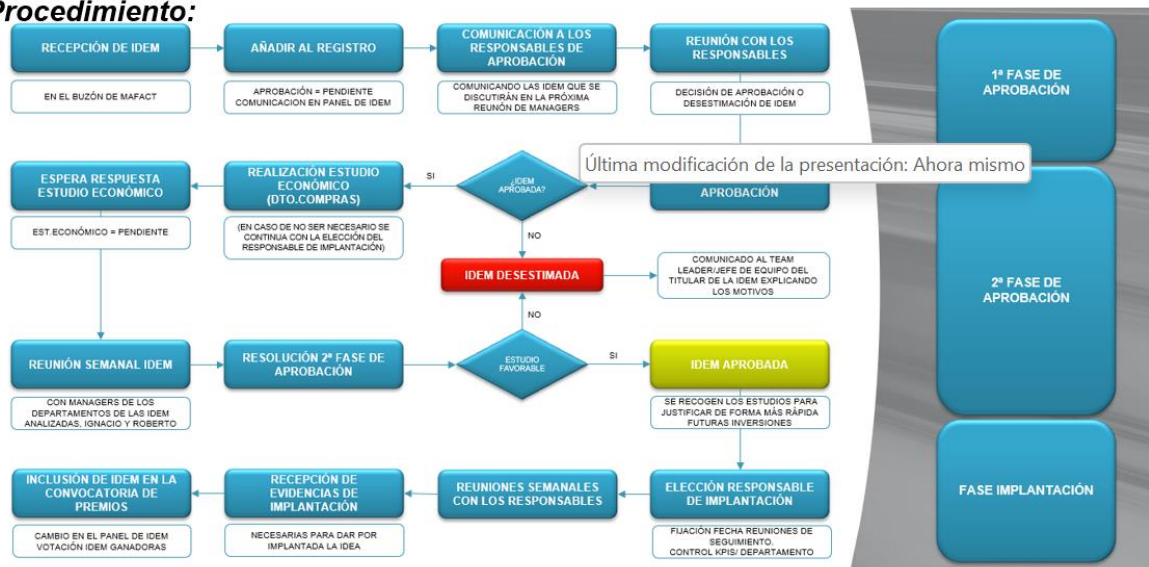 Procedimiento:
RECEPCIÓN DE IDEM
EN EL BUZÓN DE MAFACT
AÑADIR AL REGISTRO
APROBACIÓN = PENDIENTE
COMUNICACION EN PANEL DE IDEM
COMUNICACIÓN A LOS
RESPONSABLES DE
APROBACIÓN
COMUNICANDO LAS IDEM QUE SE
DISCUTIRÁN EN LA PRÓXIMA
REUNÓN DE MANAGERS
REUNIÓN CON LOS
RESPONSABLES
DECISIÓN DE APROBACIÓN O
DESESTIMACIÓN DE IDEM
Última modificación de la presentación: Ahora mismo
APROBACIÓN
¿IDEM
APROBADA?
SI
NO
REALIZACIÓN ESTUDIO
ECONÓMICO
(DTO.COMPRAS)
(EN CASO DE NO SER NECESARIO SE
CONTINUA CON LA ELECCIÓN DEL
RESPONSABLE DE IMPLANTACIÓN)
ESPERA RESPUESTA
ESTUDIO ECONÓMICO
EST.ECONÓMICO = PENDIENTE
IDEM DESESTIMADA
COMUNICADO AL TEAM
LEADER/JEFE DE EQUIPO DEL
TITULAR DE LA IDEM EXPLICANDO
LOS MOTIVOS
NO
REUNIÓN SEMANAL IDEM
CON MANAGERS DE LOS
DEPARTAMENTOS DE LAS IDEM
ANALIZADAS, IGNACIO Y ROBERTO
RESOLUCIÓN 2ª FASE DE
APROBACIÓN
ESTUDIO
FAVORABLE
SI
IDEM APROBADA
SE RECOGEN LOS ESTUDIOS PARA
JUSTIFICAR DE FORMA MÁS RÁPIDA
FUTURAS INVERSIONES
ELECCIÓN RESPONSABLE
DE IMPLANTACIÓN
FIJACIÓN FECHA REUNIONES DE
SEGUIMIENTO.
CONTROL KPIS/ DEPARTAMENTO
REUNIONES SEMANALES
CON LOS RESPONSABLES
RECEPCIÓN DE
EVIDENCIAS DE
IMPLANTACIÓN
NECESARIAS PARA DAR POR
IMPLANTADA LA IDEA
INCLUSIÓN DE IDEM EN LA
CONVOCATORIA DE
PREMIOS
CAMBIO EN EL PANEL DE IDEM
VOTACIÓN IDEM GANADORAS
1ª FASE DE
APROBACIÓN
2ª FASE DE
APROBACIÓN
FASE IMPLANTACIÓN